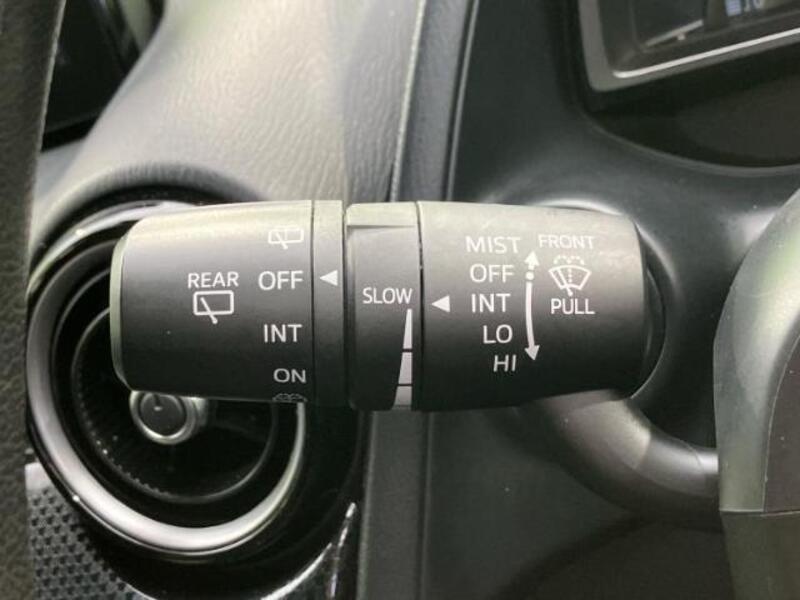 REAR
OFF
INT
ON
SLOW
MIST
OFF
INT
LO
HI
FRONT
PULL